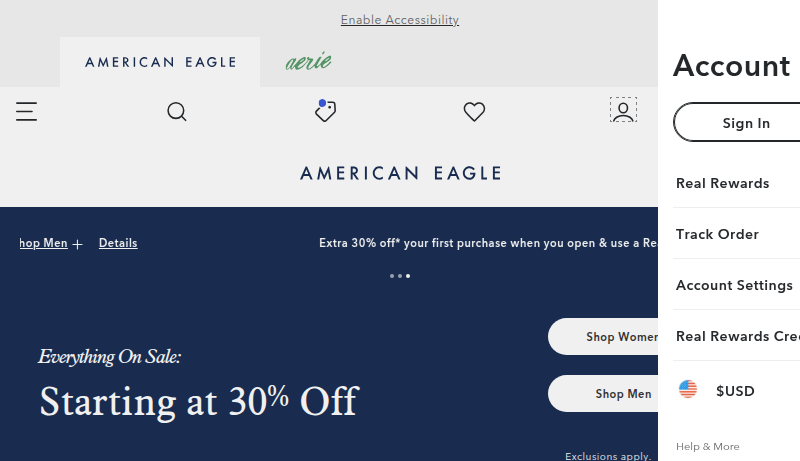 Enable Accessibility
AMERICAN EAGLE
aerie
AMERICAN EAGLE
hop Men
Details
Extra 30% off* your first purchase when you open & use a Re
Everything On Sale:
Starting at 30% Off
Shop Women
Shop Men
Exclusions apply.
Account
Sign In
Real Rewards
Track Order
Account Settings
Real Rewards Cre
$USD
Help & More